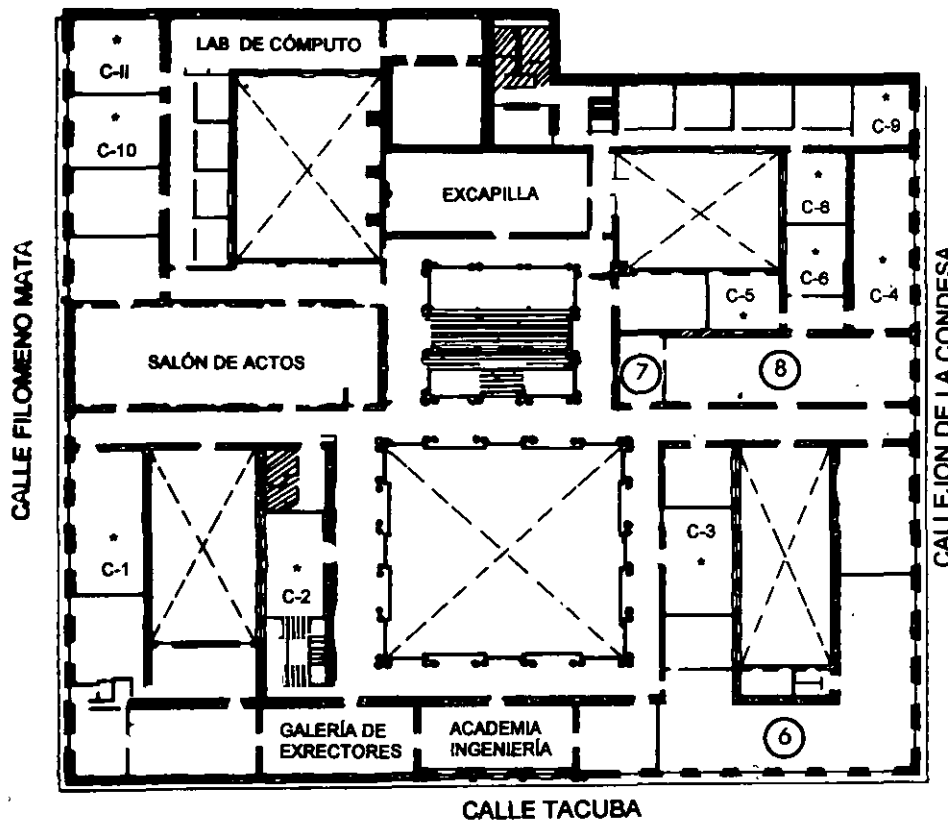 LAB DE CÓMPUTO
C-II
C-10
C-9
EXCAPILLA
C-8
C-6
C-5
C-4
CALLE FILOMENO MATA
SALÓN DE ACTOS
7
8
CALLEJON DE LA CONDESA
C-1
C-2
C-3
GALERÍA DE
EXRECTORES
ACADEMIA
INGENIERÍA
6
CALLE TACUBA